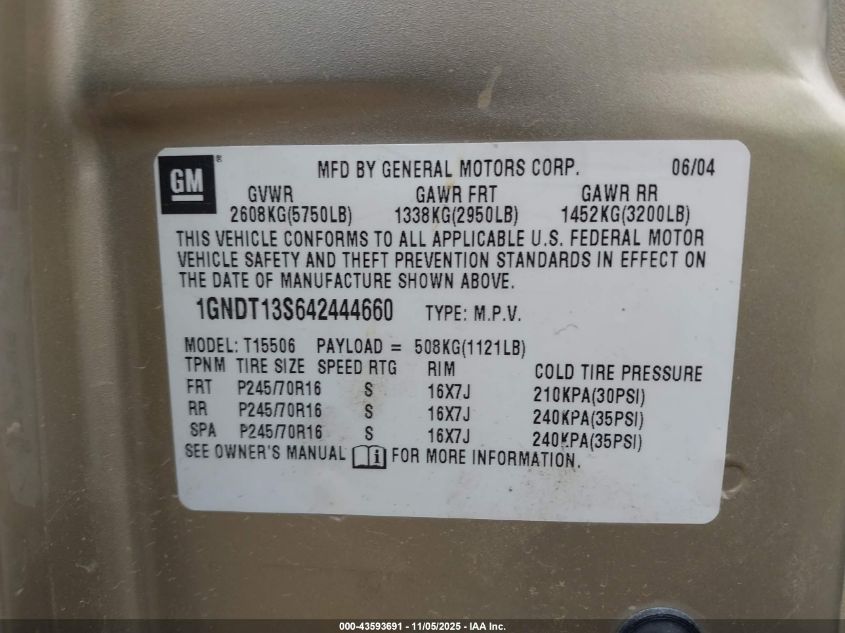 GM ®
MFD BY GENERAL MOTORS CORP. 06/04
GVWR GAWR FRT GAWR RR
2608KG(5750LB) 1338KG(2950LB) 1452KG(3200LB)
THIS VEHICLE CONFORMS TO ALL APPLICABLE U.S. FEDERAL MOTOR
VEHICLE SAFETY AND THEFT PREVENTION STANDARDS IN EFFECT ON
THE DATE OF MANUFACTURE SHOWN ABOVE.
1GNDT13S642444660 TYPE: M.P.V.
MODEL: T15506 PAYLOAD = 508KG(1121LB)
TPNM TIRE SIZE SPEED RTG RIM COLD TIRE PRESSURE
FRT P245/70R16 S 16X7J 210KPA(30PSI)
RR P245/70R16 S 16X7J 240KPA(35PSI)
SPA P245/70R16 S 16X7J 240KPA(35PSI)
SEE OWNER'S MANUAL i FOR MORE INFORMATION.
000-43593691 - 11/05/2025 - IAA Inc.